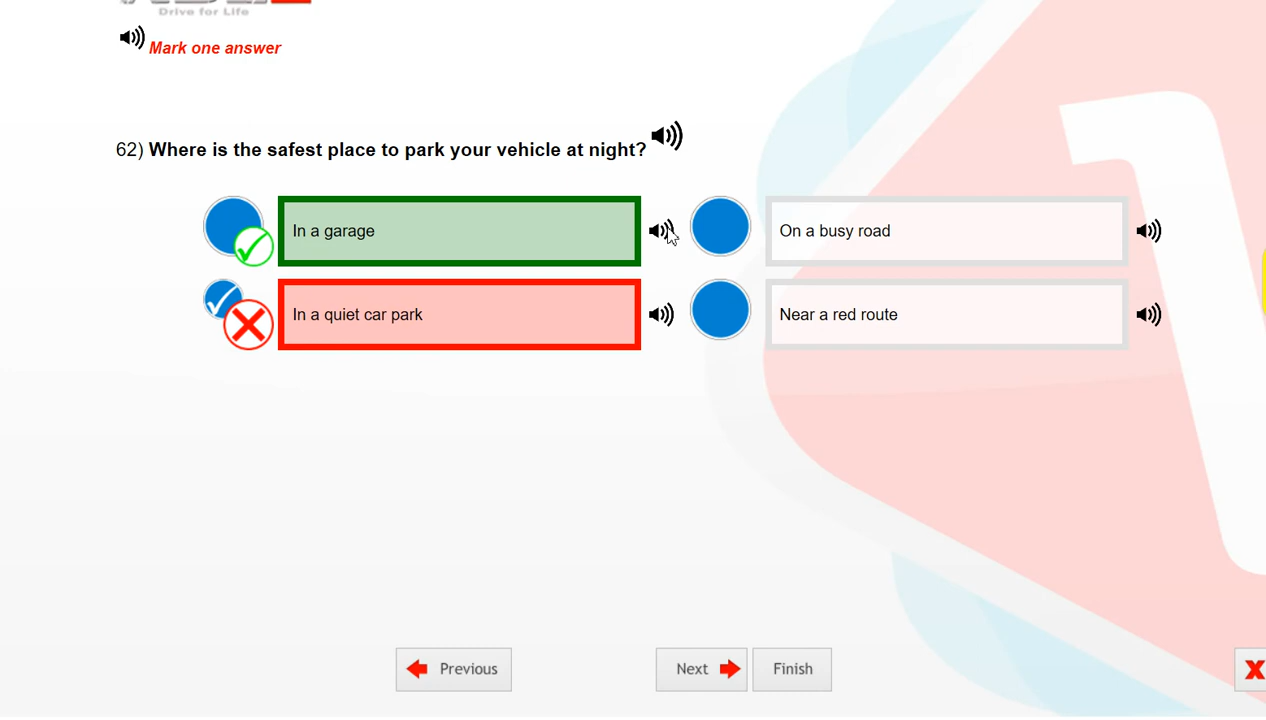 Drive for Life
Mark one answer
62) Where is the safest place to park your vehicle at night?
In a garage
On a busy road
In a quiet car park
Near a red route
Previous
Next
Finish
X